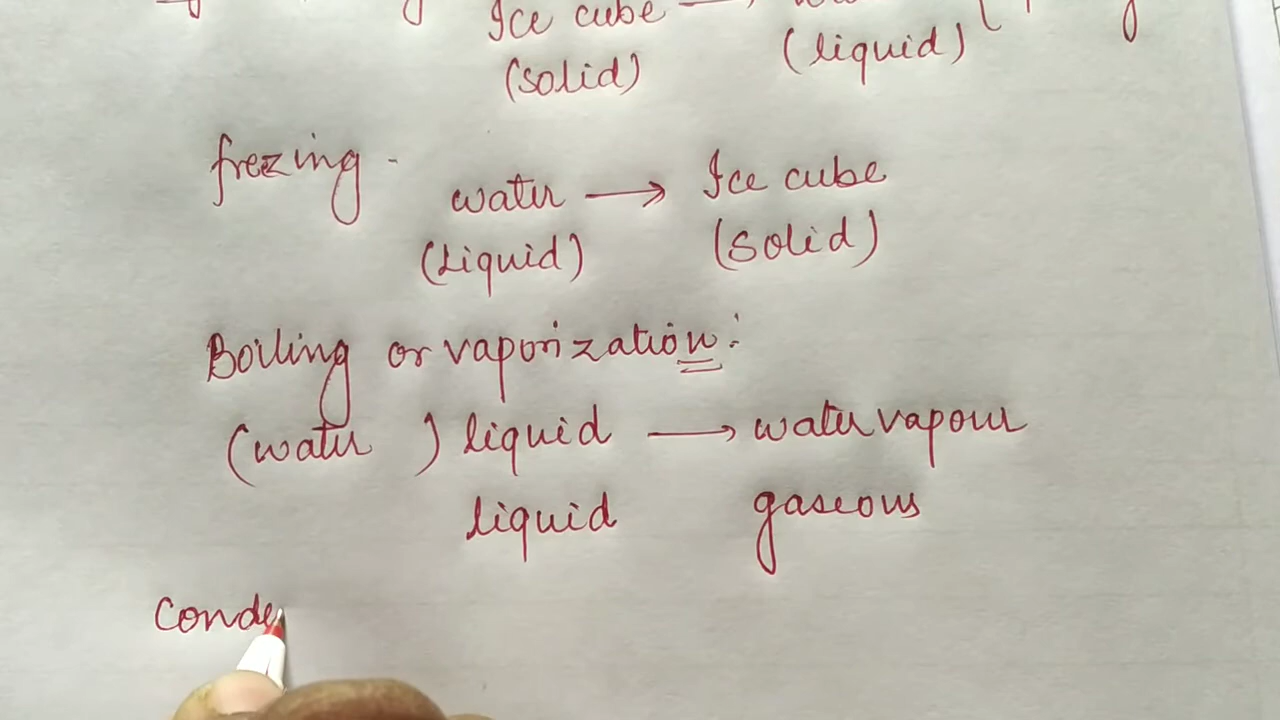 Ice cube →
(solid) (liquid)
frezing -
water → Ice cube
(Liquid) (Solid)
Boiling or vaporization:
(water ) liquid → water vapour
liquid gaseous
Conde